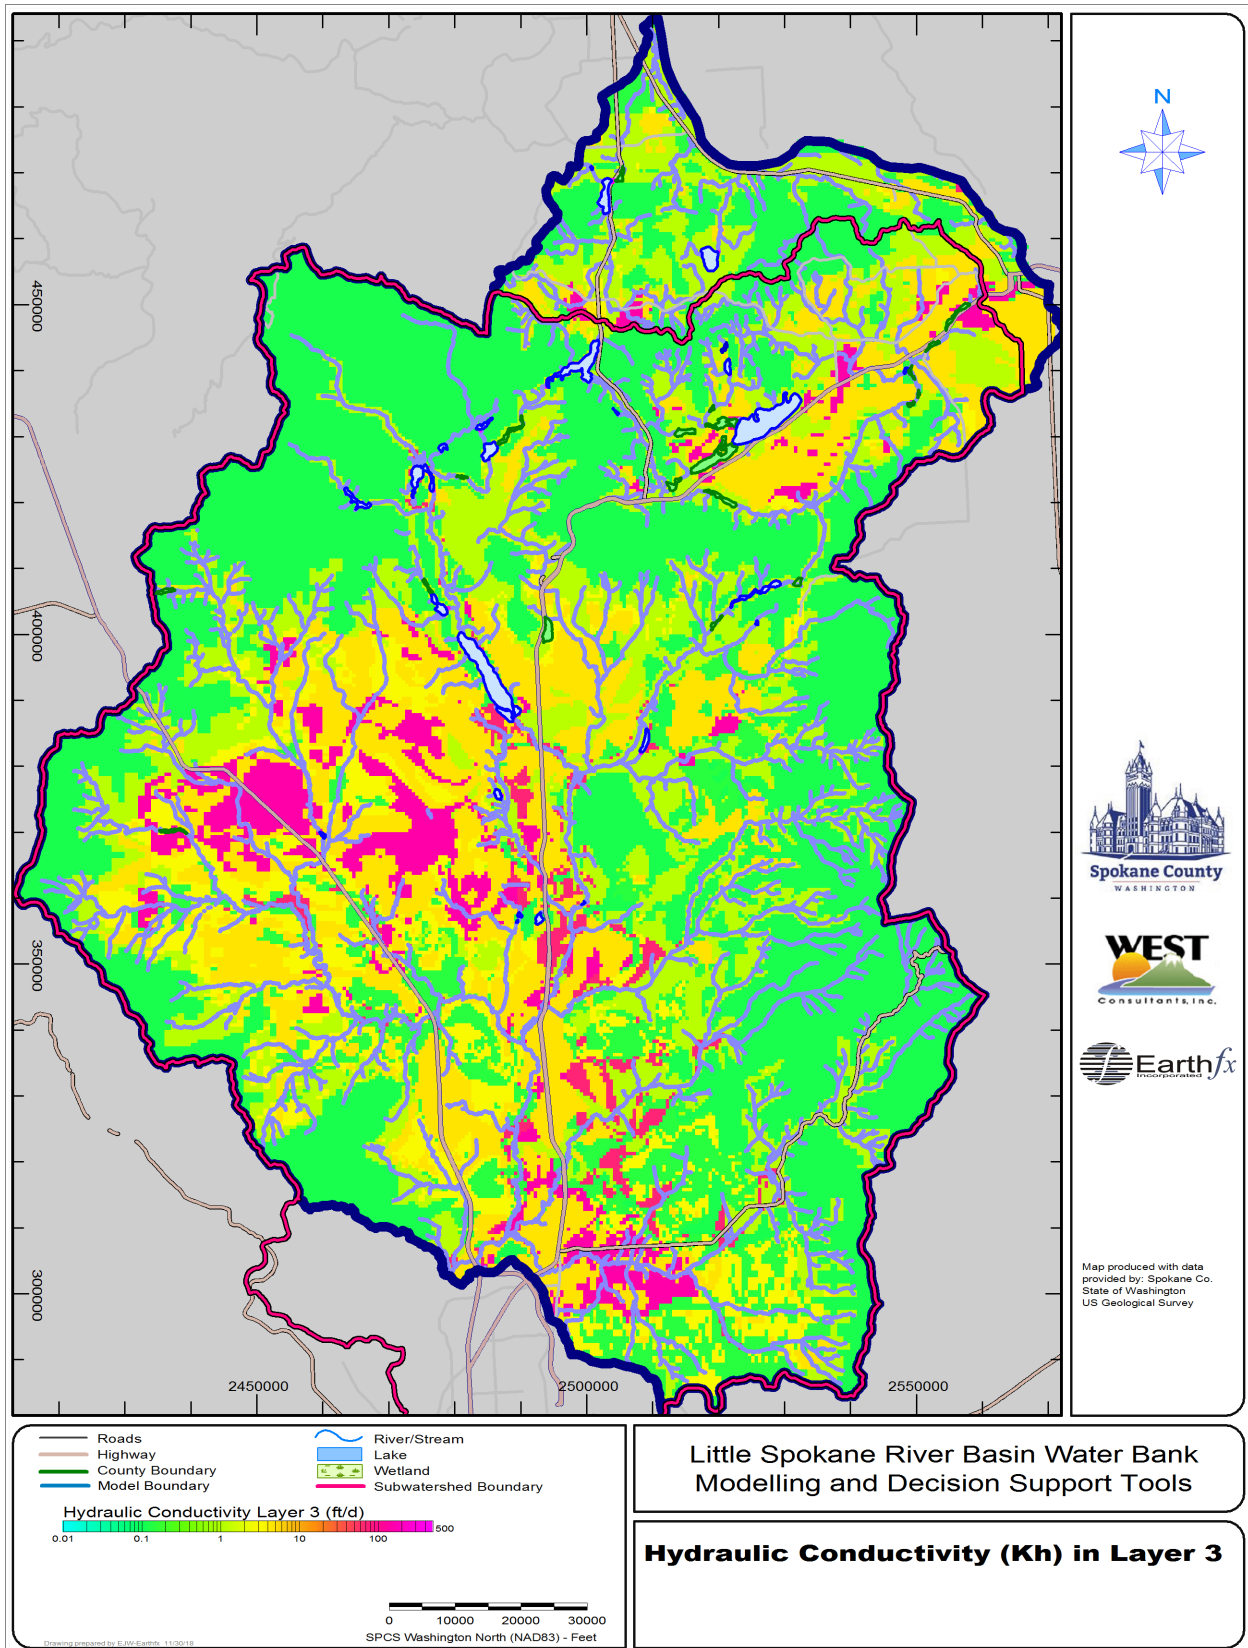 N
450000
400000
350000
300000
2450000
2500000
2550000
Spokane County
WASHINGTON
WEST
Consultants, Inc.
Earthfx
Incorporated
Map produced with data
provided by: Spokane Co.
State of Washington
US Geological Survey
Roads
Highway
County Boundary
Model Boundary
River/Stream
Lake
Wetland
Subwatershed Boundary
Hydraulic Conductivity Layer 3 (ft/d)
0.01 0.1 1 10 100 500
0 10000 20000 30000
SPCS Washington North (NAD83) - Feet
Drawing prepared by EJW-Earthfx 11/30/18
Little Spokane River Basin Water Bank
Modelling and Decision Support Tools
Hydraulic Conductivity (Kh) in Layer 3